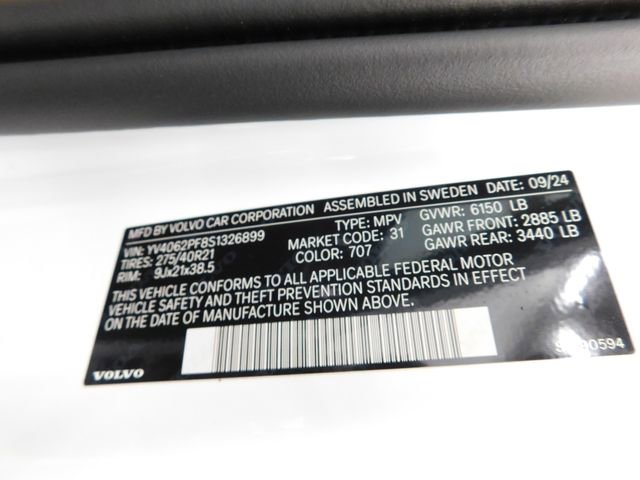 MFD BY VOLVO CAR CORPORATION ASSEMBLED IN SWEDEN DATE: 09/24
VIN: YV4062PF8S1326899 TYPE: MPV GVWR: 6150 LB
TIRES: 275/40R21 MARKET CODE: 31 GAWR FRONT: 2885 LB
RIM: 9Jx21x38.5 COLOR: 707 GAWR REAR: 3440 LB
THIS VEHICLE CONFORMS TO ALL APPLICABLE FEDERAL MOTOR
VEHICLE SAFETY AND THEFT PREVENTION STANDARDS IN EFFECT
ON THE DATE OF MANUFACTURE SHOWN ABOVE.
VOLVO